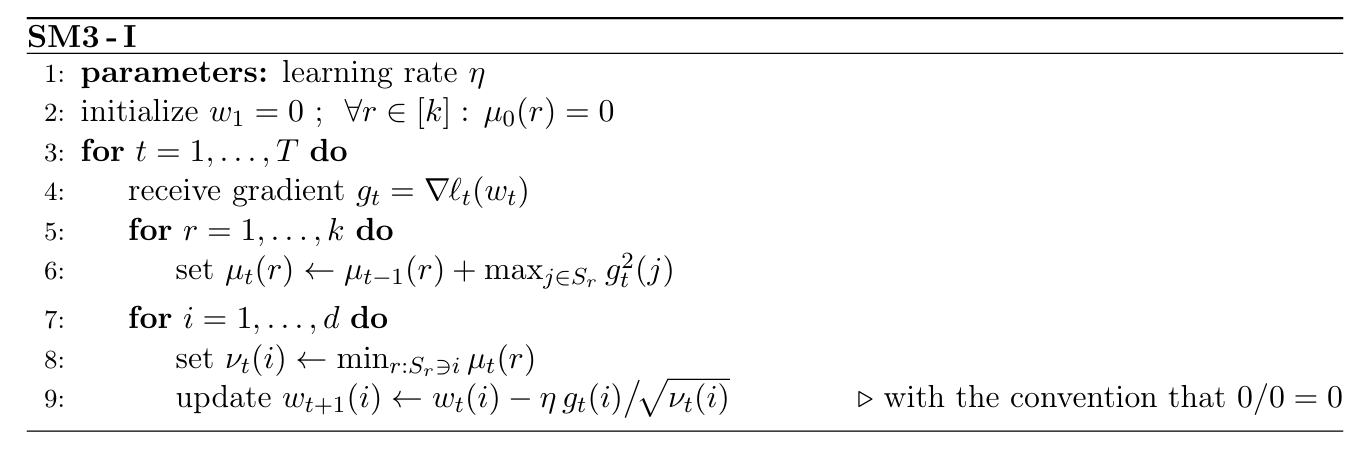 SM3-I
1: parameters: learning rate η
2: initialize w₁ = 0 ; ∀r ∈ [k] : μ₀(r) = 0
3: for t = 1, . . . , T do
4: receive gradient gₜ = ∇ℓₜ(wₜ)
5: for r = 1, . . . , k do
6: set μₜ(r) ← μₜ₋₁(r) + max_{j∈S_r} gₜ²(j)
7: for i = 1, . . . , d do
8: set νₜ(i) ← min_{r:S_r∋i} μₜ(r)
9: update wₜ₊₁(i) ← wₜ(i) − η gₜ(i)/√νₜ(i) ▷ with the convention that 0/0 = 0